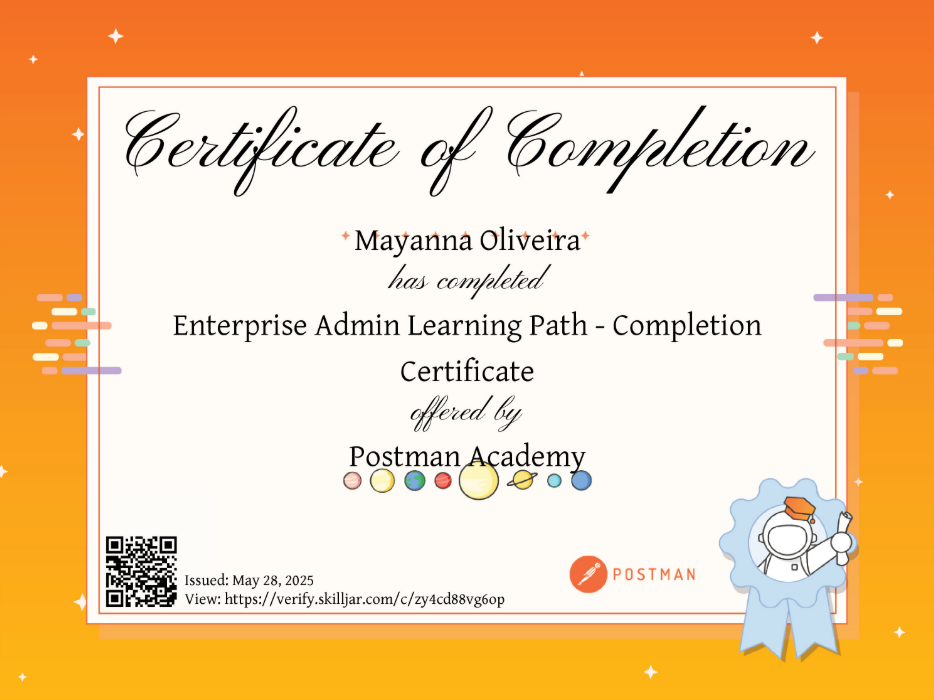 Certificate of Completion
Mayanna Oliveira
has completed
Enterprise Admin Learning Path - Completion
Certificate
offered by
Postman Academy
Issued: May 28, 2025
View: https://verify.skilljar.com/c/zy4cd88vg6op
POSTMAN